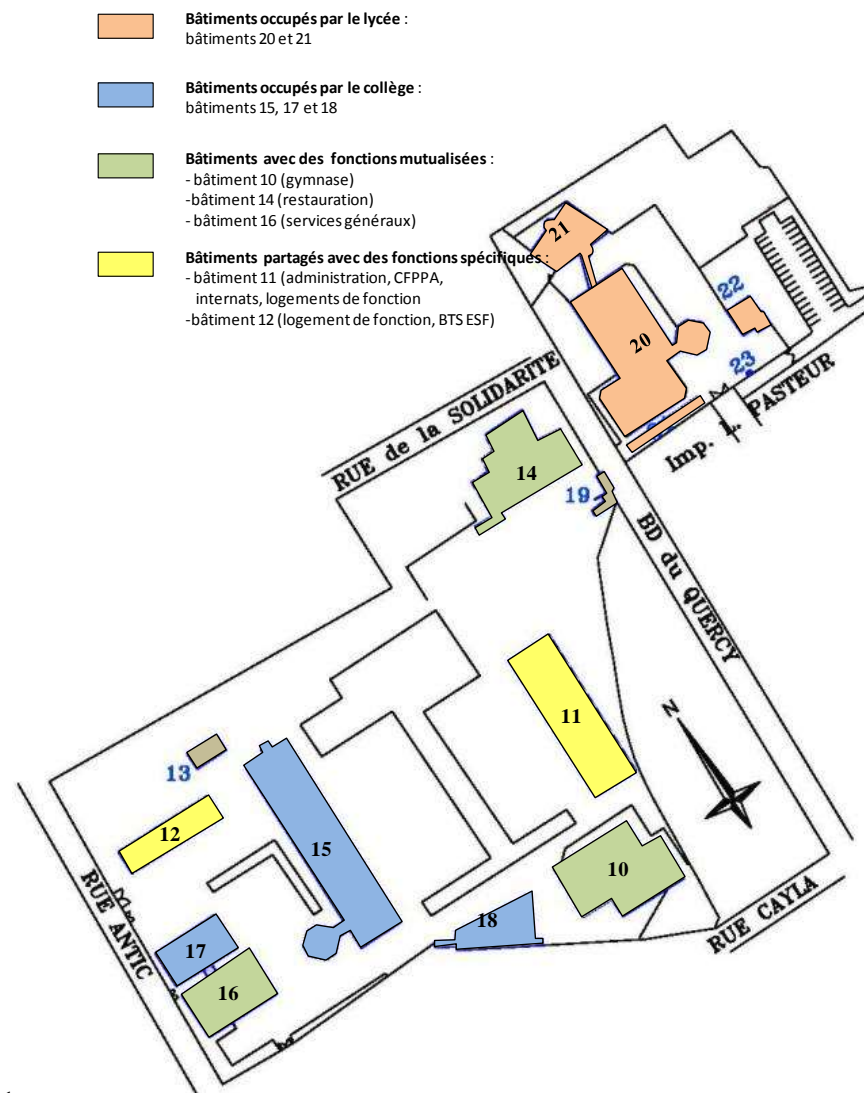 Bâtiments occupés par le lycée :
bâtiments 20 et 21
Bâtiments occupés par le collège :
bâtiments 15, 17 et 18
Bâtiments avec des fonctions mutualisées :
- bâtiment 10 (gymnase)
-bâtiment 14 (restauration)
- bâtiment 16 (services généraux)
Bâtiments partagés avec des fonctions spécifiques :
- bâtiment 11 (administration, CFPPA,
internats, logements de fonction
-bâtiment 12 (logement de fonction, BTS ESF)
21
22
20
23
RUE de la SOLIDARITE
Imp. L. PASTEUR
14
19
BD du QUERCY
11
N
13
12
15
10
18
17
16
RUE ANTIC
RUE CAYLA